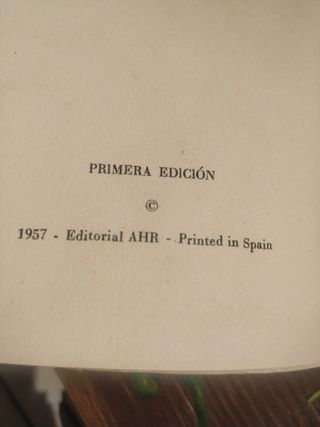 PRIMERA EDICIÓN
©
1957 - Editorial AHR - Printed in Spain